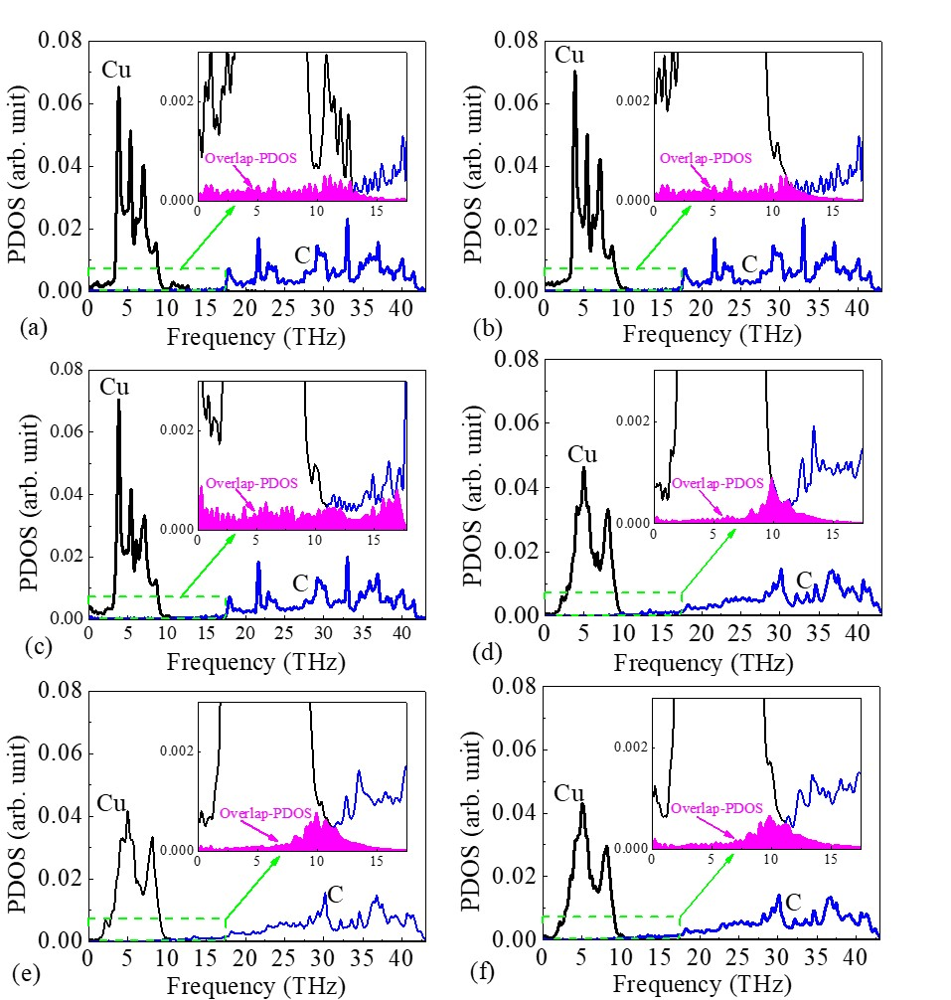 0.08
0.06
0.04
0.02
0.00
PDOS (arb. unit)
Cu
C
0.002
0.000
Overlap-PDOS
0 5 10 15
0 5 10 15 20 25 30 35 40
Frequency (THz)
(a)
0.08
0.06
0.04
0.02
0.00
PDOS (arb. unit)
Cu
C
0.002
0.000
Overlap-PDOS
0 5 10 15
0 5 10 15 20 25 30 35 40
Frequency (THz)
(b)
0.08
0.06
0.04
0.02
0.00
PDOS (arb. unit)
Cu
C
0.002
0.000
Overlap-PDOS
0 5 10 15
0 5 10 15 20 25 30 35 40
Frequency (THz)
(c)
0.08
0.06
0.04
0.02
0.00
PDOS (arb. unit)
Cu
C
0.002
0.000
Overlap-PDOS
0 5 10 15
0 5 10 15 20 25 30 35 40
Frequency (THz)
(d)
0.08
0.06
0.04
0.02
0.00
PDOS (arb. unit)
Cu
C
0.002
0.000
Overlap-PDOS
0 5 10 15
0 5 10 15 20 25 30 35 40
Frequency (THz)
(e)
0.08
0.06
0.04
0.02
0.00
PDOS (arb. unit)
Cu
C
0.002
0.000
Overlap-PDOS
0 5 10 15
0 5 10 15 20 25 30 35 40
Frequency (THz)
(f)